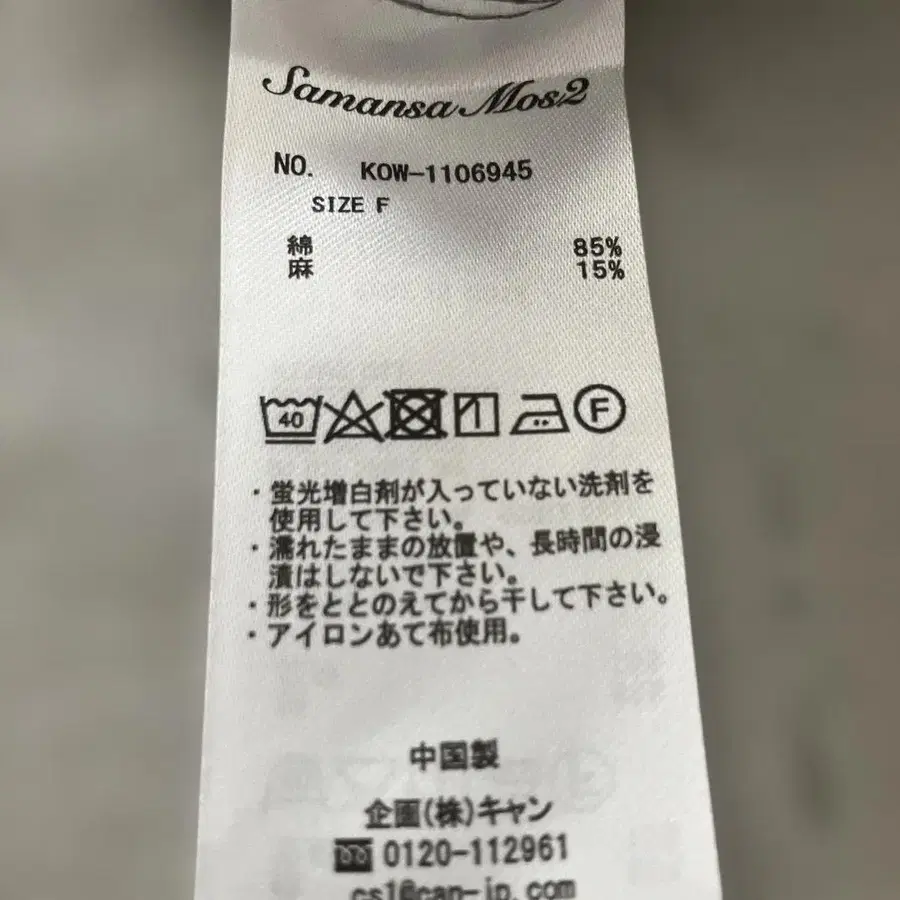 Samansa Mos2
NO. KOW-1106945
SIZE F
綿 85%
麻 15%
40 F
・蛍光増白剤が入っていない洗剤を
使用して下さい。
・濡れたままの放置や、長時間の浸
漬はしないで下さい。
・形をととのえてから干して下さい。
・アイロンあて布使用。
中国製
企画(株)キャン
0120-112961
cs1@can-jp.com